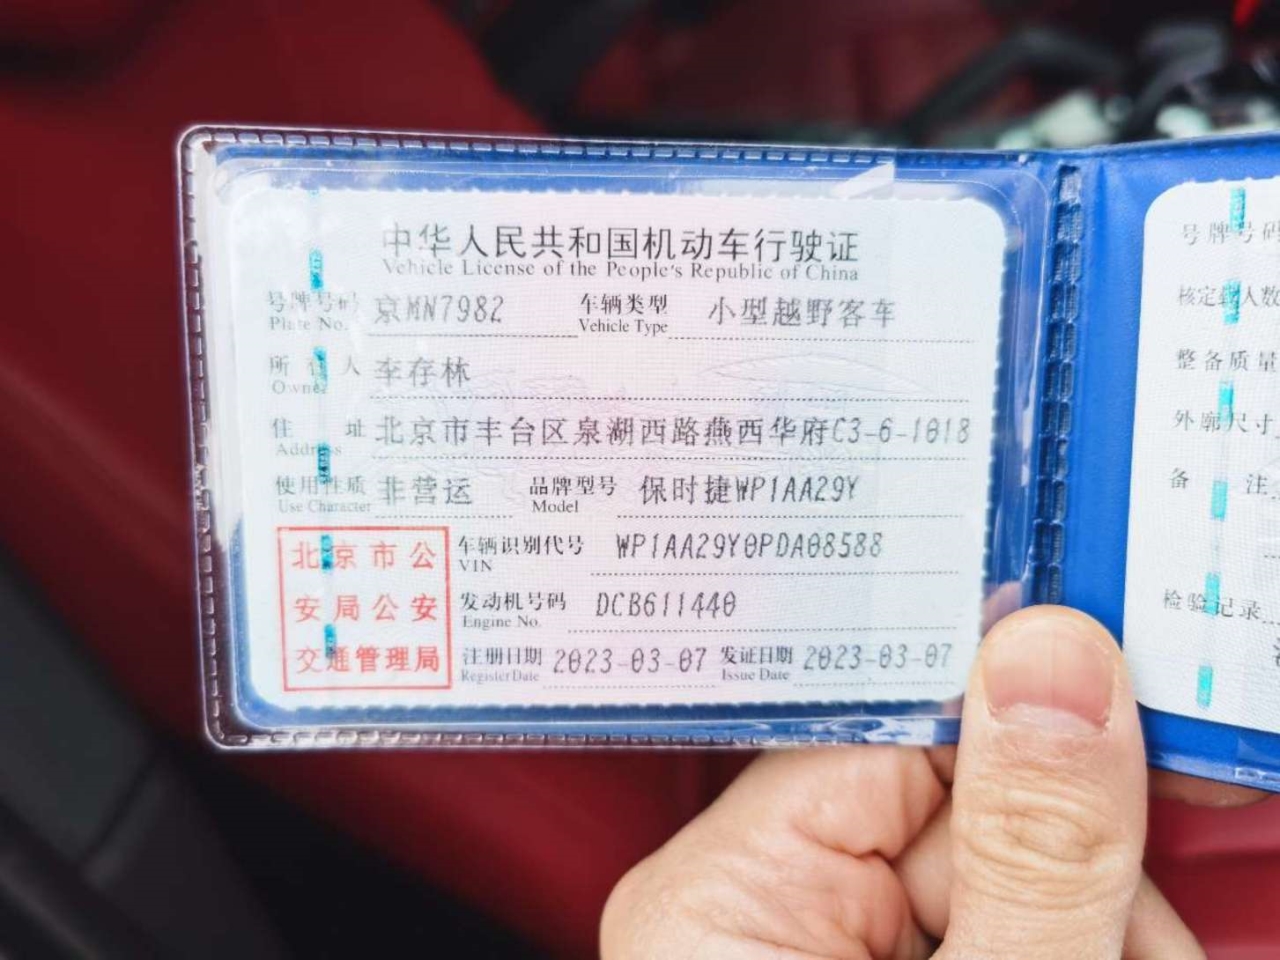 中华人民共和国机动车行驶证
Vehicle License of the People's Republic of China
号牌号码 京MN7982 车辆类型 小型越野客车
Plate No. Vehicle Type
所有人 李存林
Owner
住址 北京市丰台区泉湖西路燕西华府C3-6-1018
Address
使用性质 非营运 品牌型号 保时捷WP1AA29Y
Use Character Model
车辆识别代号 WP1AA29Y0PDA08588
VIN
发动机号码 DCB611440
Engine No.
注册日期 2023-03-07 发证日期 2023-03-07
Register Date Issue Date
北京市公
安局公安
交通管理局
号牌号码
核定载人数
整备质量
外廓尺寸
备注
检验记录